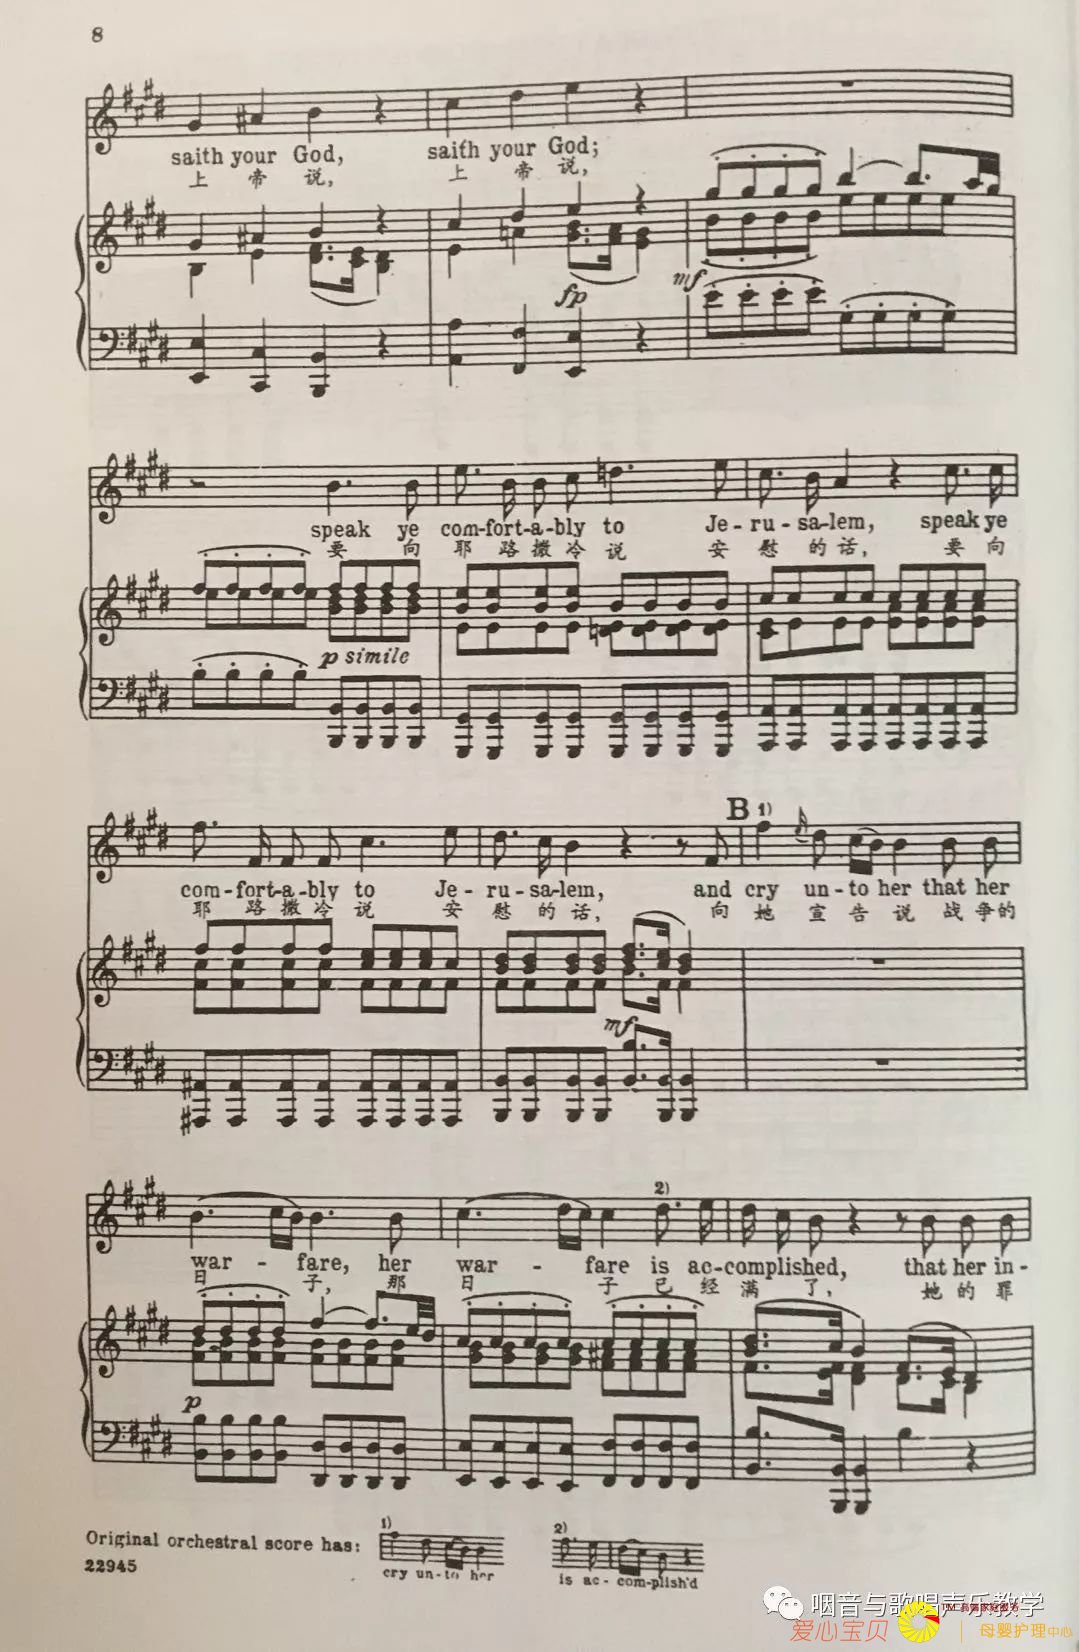 8
saith your God, saith your God;
上 帝 说, 上 帝 说,
fp
mf
speak ye com-fort-a-bly to Je-ru-sa-lem, speak ye
要 向 耶 路 撒 冷 说 安 慰 的 话, 要 向
p simile
B 1)
com-fort-a-bly to Je-ru-sa-lem, and cry un-to her that her
耶 路 撒 冷 说 安 慰 的 话, 向 她 宣 告 说 战 争 的
mf
2)
war - fare, her war - fare is ac-complished, that her in-
日 子, 那 日 子 已 经 满 了, 她 的 罪
p
Original orchestral score has: 1) 2)
cry un-to her is ac-com-plish'd
22945
咽音与歌唱声乐教学
爱心宝贝 母婴护理中心